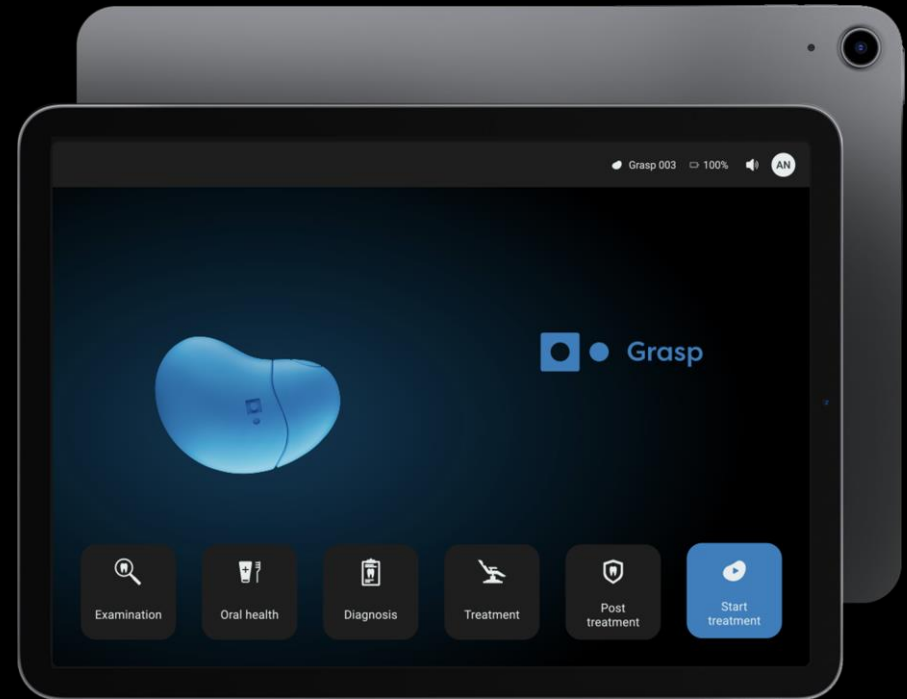 Grasp 003 100% AN
Grasp
Examination
Oral health
Diagnosis
Treatment
Post
treatment
Start
treatment